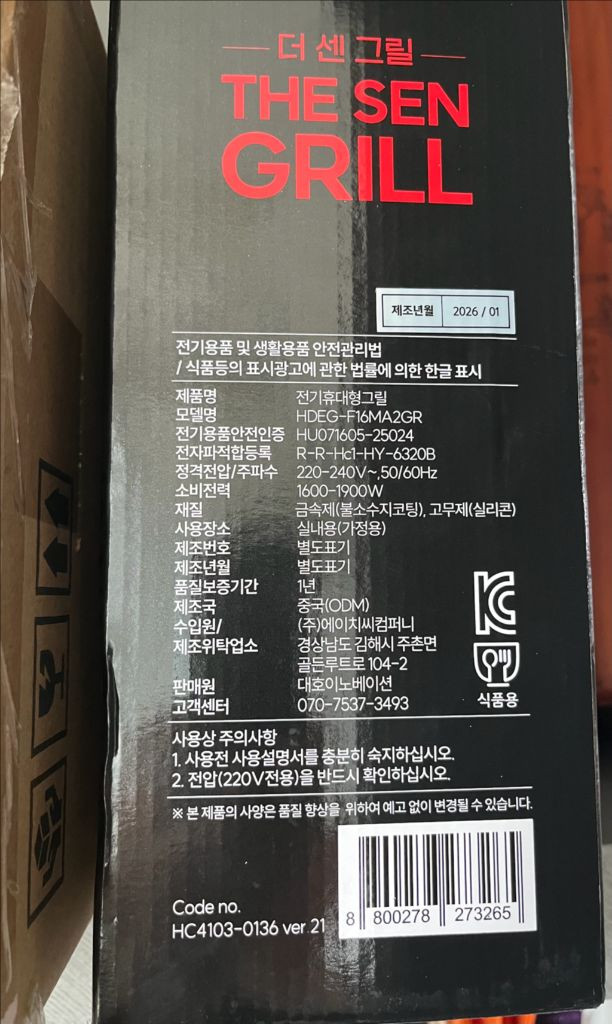 더 센 그릴
THE SEN
GRILL
제조년월 2026 / 01
전기용품 및 생활용품 안전관리법
/ 식품등의 표시광고에 관한 법률에 의한 한글 표시
제품명 전기휴대형그릴
모델명 HDEG-F16MA2GR
전기용품안전인증 HU071605-25024
전자파적합등록 R-R-Hc1-HY-6320B
정격전압/주파수 220-240V~,50/60Hz
소비전력 1600-1900W
재질 금속제(불소수지코팅), 고무제(실리콘)
사용장소 실내용(가정용)
제조번호 별도표기
제조년월 별도표기
품질보증기간 1년
제조국 중국(ODM)
수입원/ (주)에이치씨컴퍼니
제조위탁업소 경상남도 김해시 주촌면
골든루트로 104-2
판매원 대호이노베이션
고객센터 070-7537-3493
식품용
사용상 주의사항
1. 사용전 사용설명서를 충분히 숙지하십시오.
2. 전압(220V전용)을 반드시 확인하십시오.
※ 본 제품의 사양은 품질 향상을 위하여 예고 없이 변경될 수 있습니다.
Code no.
HC4103-0136 ver 21
8 800278 273265